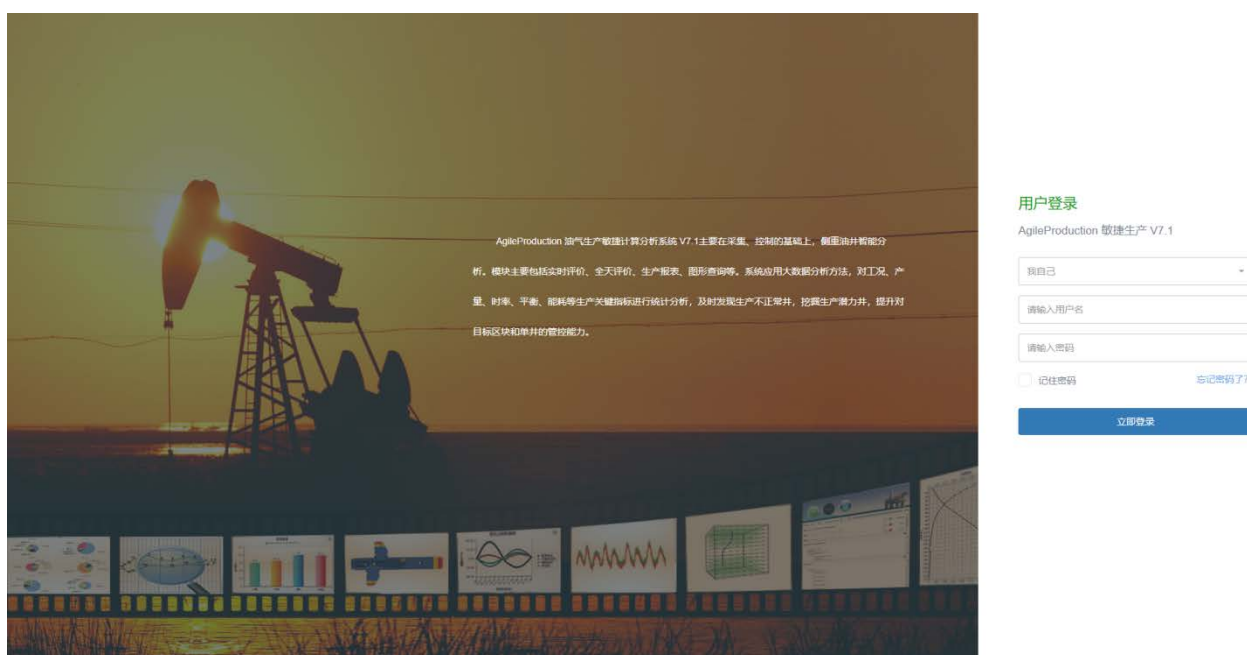 AgileProduction 油气生产敏捷计算分析系统 V7.1主要在采集、控制的基础上，侧重油井智能分
析。模块主要包括实时评价、全天评价、生产报表、图形查询等。系统应用大数据分析方法，对工况、产
量、时率、平衡、能耗等生产关键指标进行统计分析，及时发现生产不正常井，挖掘生产潜力井，提升对
目标区块和单井的管控能力。
用户登录
AgileProduction 敏捷生产 V7.1
我自己
请输入用户名
请输入密码
记住密码
忘记密码了
立即登录